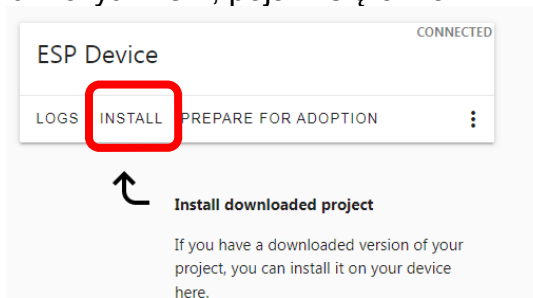 CONNECTED
ESP Device
LOGS INSTALL PREPARE FOR ADOPTION
Install downloaded project
If you have a downloaded version of your
project, you can install it on your device
here.